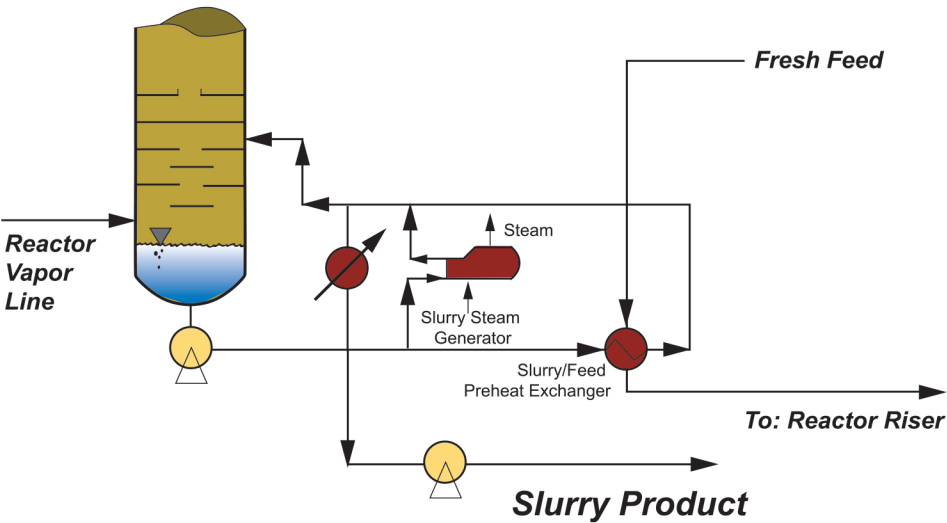 Fresh Feed
Reactor
Vapor
Line
Steam
Slurry Steam
Generator
Slurry/Feed
Preheat Exchanger
To: Reactor Riser
Slurry Product